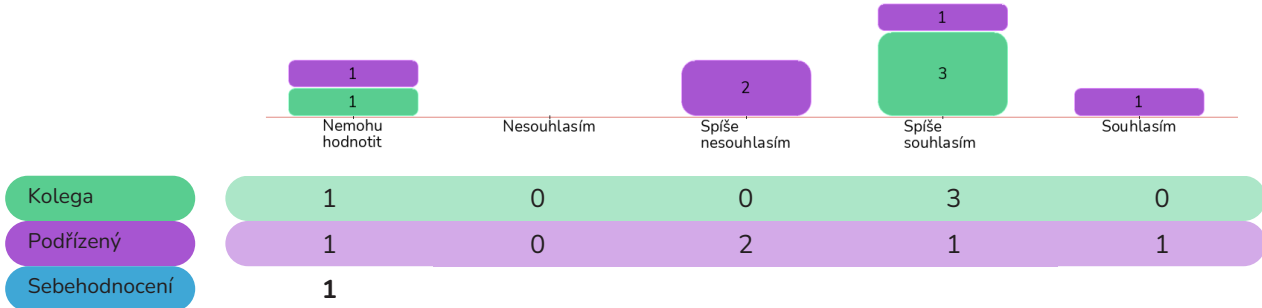 1
1 2 3 1
1
Nemohu hodnotit
Nesouhlasím
Spíše nesouhlasím
Spíše souhlasím
Souhlasím
Kolega 1 0 0 3 0
Podřízený 1 0 2 1 1
Sebehodnocení 1